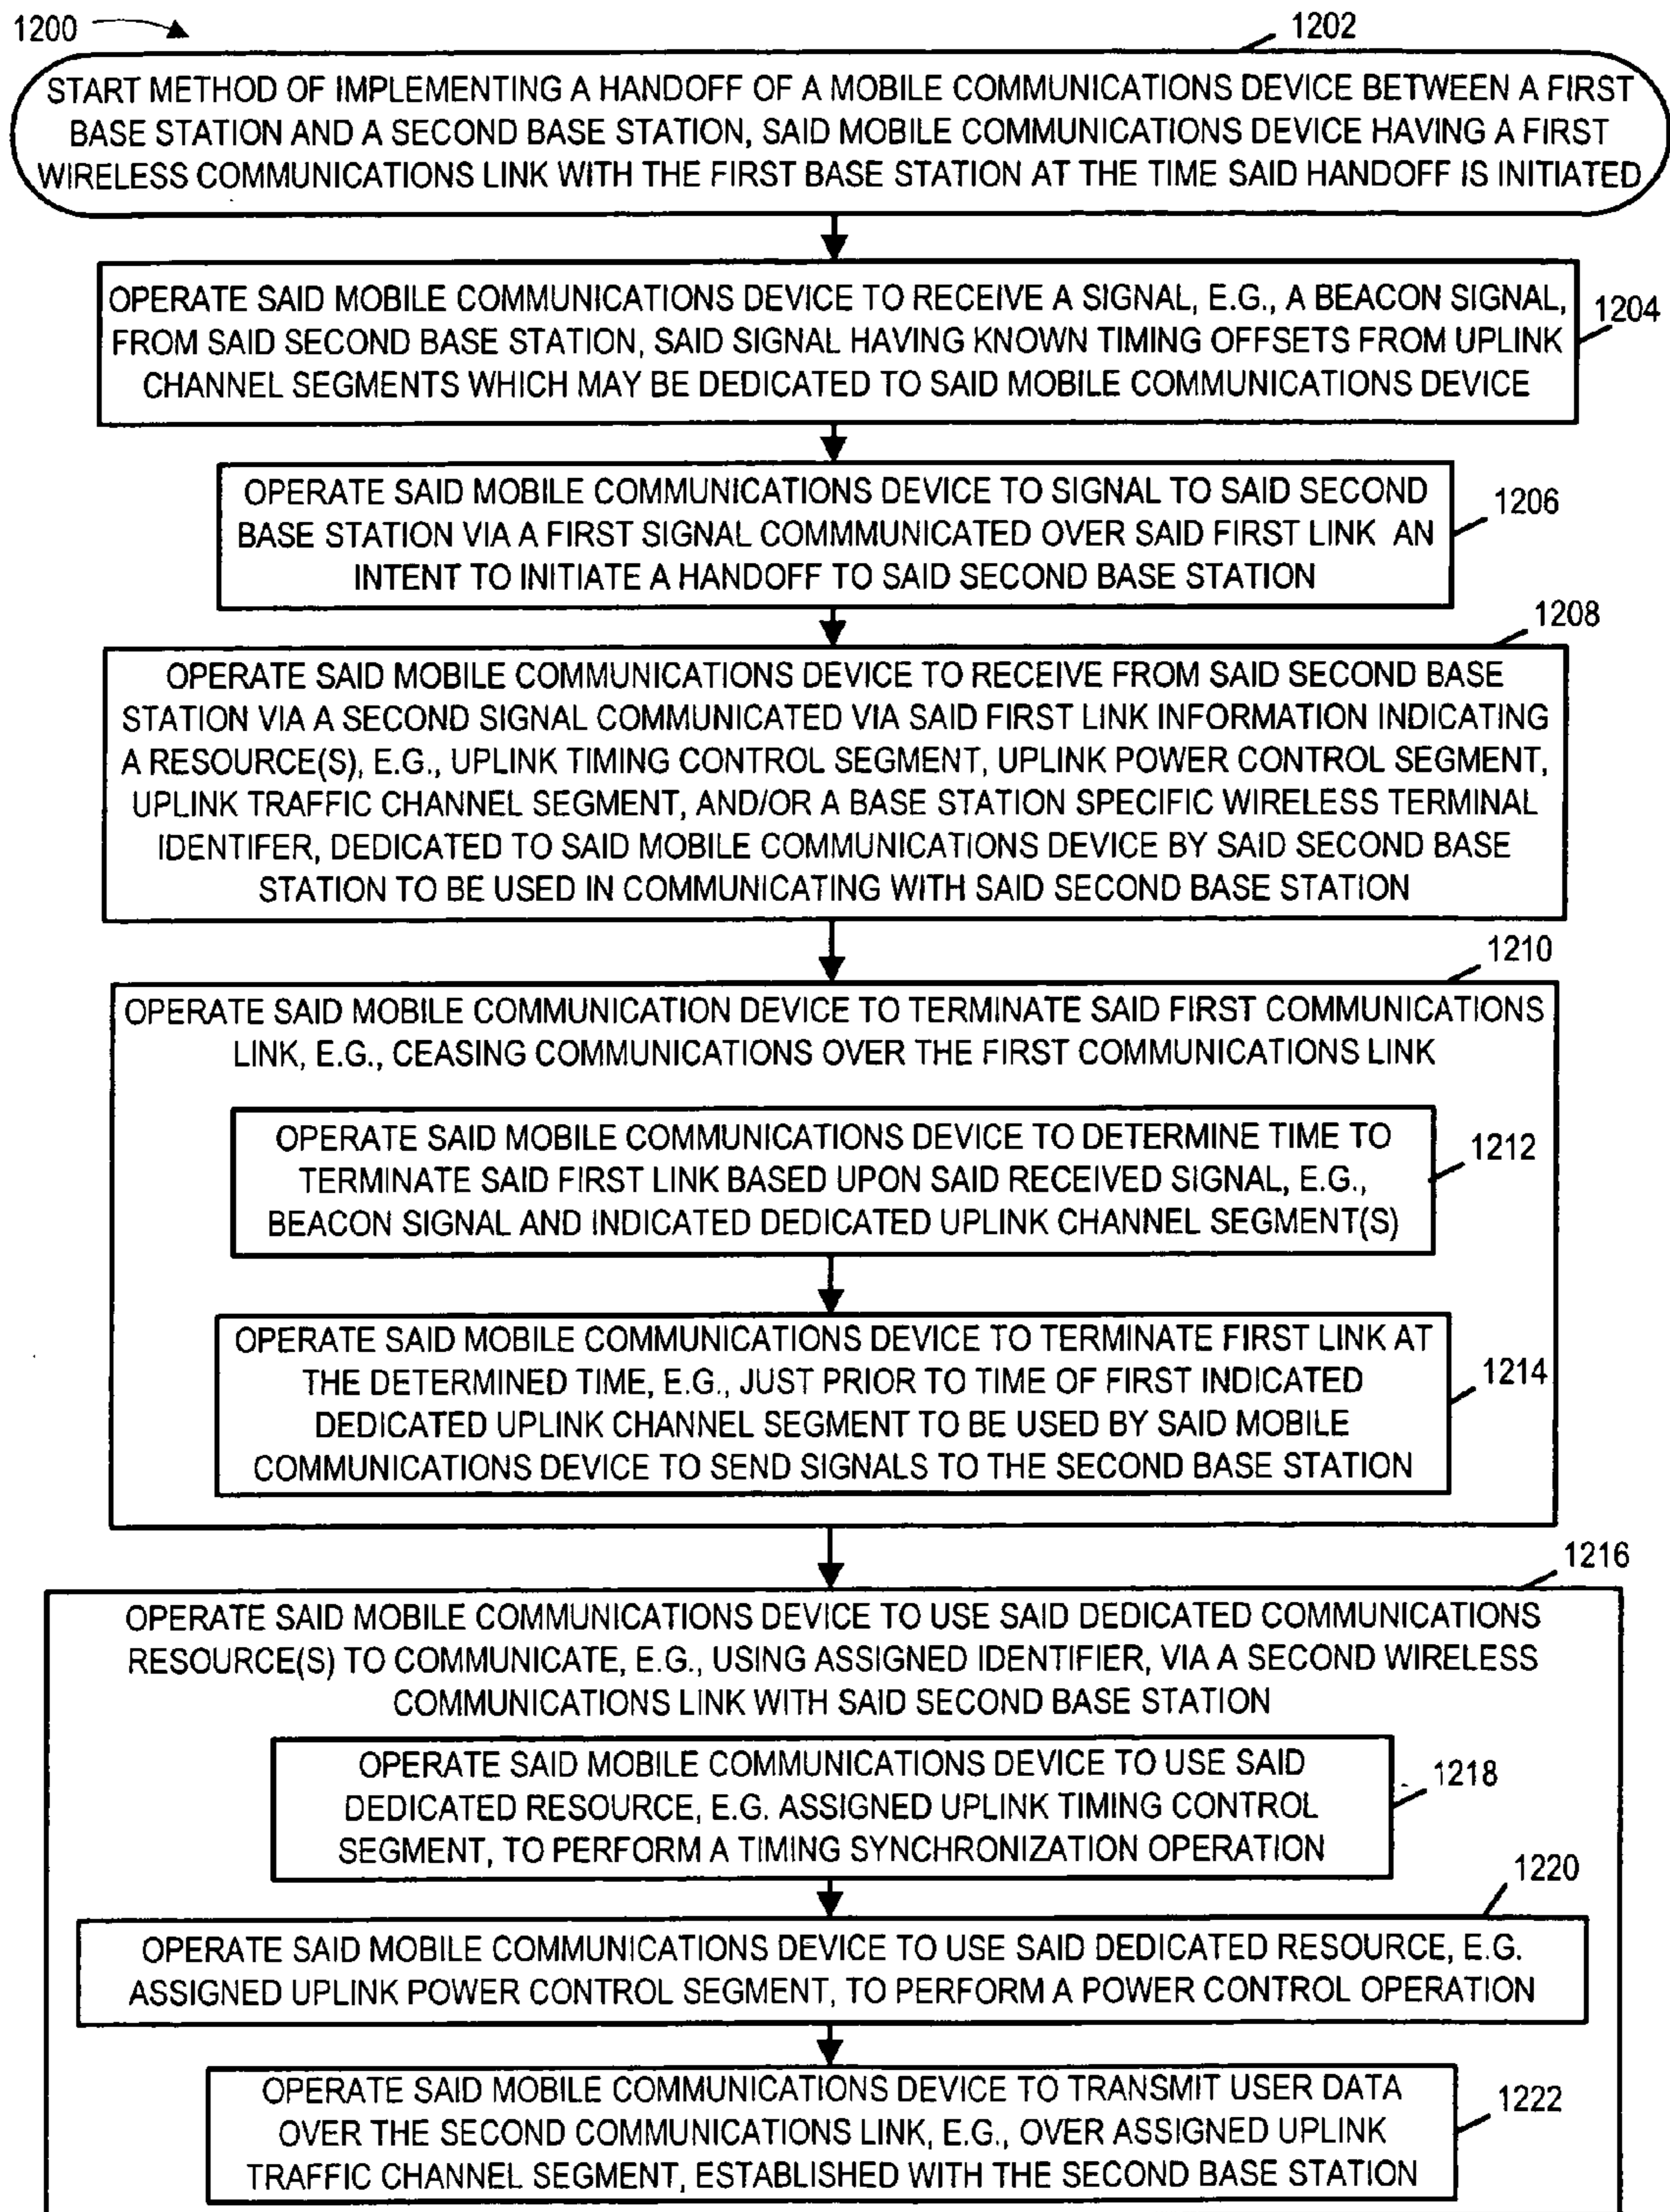 1200
1202
START METHOD OF IMPLEMENTING A HANDOFF OF A MOBILE COMMUNICATIONS DEVICE BETWEEN A FIRST
BASE STATION AND A SECOND BASE STATION, SAID MOBILE COMMUNICATIONS DEVICE HAVING A FIRST
WIRELESS COMMUNICATIONS LINK WITH THE FIRST BASE STATION AT THE TIME SAID HANDOFF IS INITIATED
OPERATE SAID MOBILE COMMUNICATIONS DEVICE TO RECEIVE A SIGNAL, E.G., A BEACON SIGNAL,
FROM SAID SECOND BASE STATION, SAID SIGNAL HAVING KNOWN TIMING OFFSETS FROM UPLINK
CHANNEL SEGMENTS WHICH MAY BE DEDICATED TO SAID MOBILE COMMUNICATIONS DEVICE
1204
OPERATE SAID MOBILE COMMUNICATIONS DEVICE TO SIGNAL TO SAID SECOND
BASE STATION VIA A FIRST SIGNAL COMMMUNICATED OVER SAID FIRST LINK AN
INTENT TO INITIATE A HANDOFF TO SAID SECOND BASE STATION
1206
1208
OPERATE SAID MOBILE COMMUNICATIONS DEVICE TO RECEIVE FROM SAID SECOND BASE
STATION VIA A SECOND SIGNAL COMMUNICATED VIA SAID FIRST LINK INFORMATION INDICATING
A RESOURCE(S), E.G., UPLINK TIMING CONTROL SEGMENT, UPLINK POWER CONTROL SEGMENT,
UPLINK TRAFFIC CHANNEL SEGMENT, AND/OR A BASE STATION SPECIFIC WIRELESS TERMINAL
IDENTIFER, DEDICATED TO SAID MOBILE COMMUNICATIONS DEVICE BY SAID SECOND BASE
STATION TO BE USED IN COMMUNICATING WITH SAID SECOND BASE STATION
1210
OPERATE SAID MOBILE COMMUNICATION DEVICE TO TERMINATE SAID FIRST COMMUNICATIONS
LINK, E.G., CEASING COMMUNICATIONS OVER THE FIRST COMMUNICATIONS LINK
OPERATE SAID MOBILE COMMUNICATIONS DEVICE TO DETERMINE TIME TO
TERMINATE SAID FIRST LINK BASED UPON SAID RECEIVED SIGNAL, E.G.,
BEACON SIGNAL AND INDICATED DEDICATED UPLINK CHANNEL SEGMENT(S)
1212
OPERATE SAID MOBILE COMMUNICATIONS DEVICE TO TERMINATE FIRST LINK AT
THE DETERMINED TIME, E.G., JUST PRIOR TO TIME OF FIRST INDICATED
DEDICATED UPLINK CHANNEL SEGMENT TO BE USED BY SAID MOBILE
COMMUNICATIONS DEVICE TO SEND SIGNALS TO THE SECOND BASE STATION
1214
1216
OPERATE SAID MOBILE COMMUNICATIONS DEVICE TO USE SAID DEDICATED COMMUNICATIONS
RESOURCE(S) TO COMMUNICATE, E.G., USING ASSIGNED IDENTIFIER, VIA A SECOND WIRELESS
COMMUNICATIONS LINK WITH SAID SECOND BASE STATION
OPERATE SAID MOBILE COMMUNICATIONS DEVICE TO USE SAID
DEDICATED RESOURCE, E.G. ASSIGNED UPLINK TIMING CONTROL
SEGMENT, TO PERFORM A TIMING SYNCHRONIZATION OPERATION
1218
1220
OPERATE SAID MOBILE COMMUNICATIONS DEVICE TO USE SAID DEDICATED RESOURCE, E.G.
ASSIGNED UPLINK POWER CONTROL SEGMENT, TO PERFORM A POWER CONTROL OPERATION
OPERATE SAID MOBILE COMMUNICATIONS DEVICE TO TRANSMIT USER DATA
OVER THE SECOND COMMUNICATIONS LINK, E.G., OVER ASSIGNED UPLINK
TRAFFIC CHANNEL SEGMENT, ESTABLISHED WITH THE SECOND BASE STATION
1222